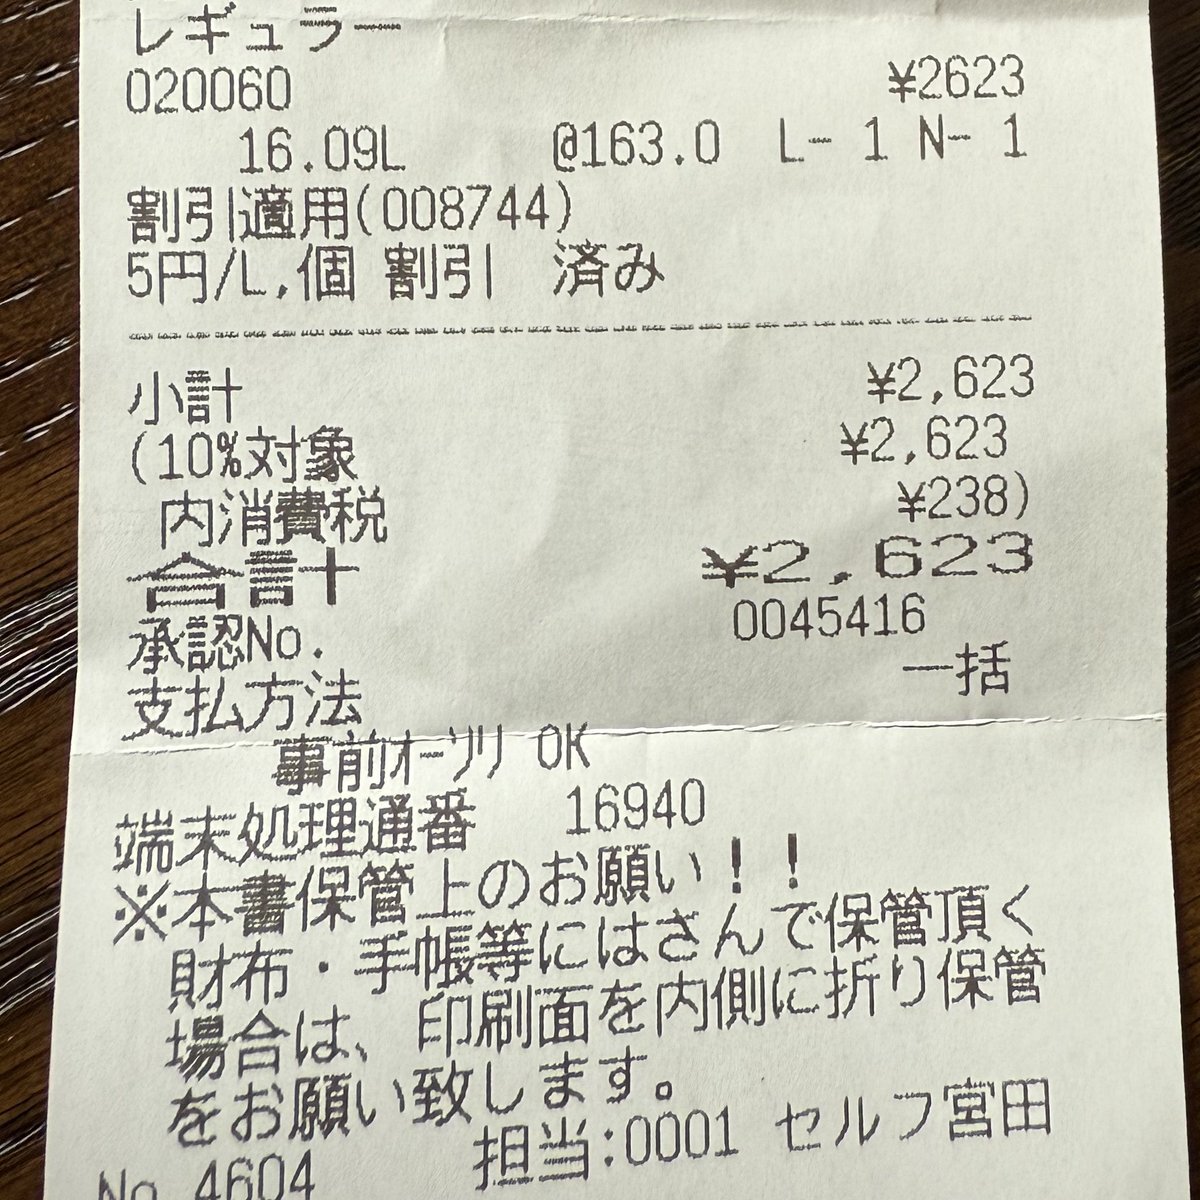 レギュラー
020060 ¥2623
16.09L @163.0 L- 1 N- 1
割引適用(008744)
5円/L,個 割引 済み
小計 ¥2,623
(10%対象 ¥2,623
内消費税 ¥238)
合計 ¥2,623
承認No. 0045416
支払方法 一括
事前ｵｰｿﾘ OK
端末処理通番 16940
※本書保管上のお願い!!
財布・手帳等にはさんで保管頂く
場合は、印刷面を内側に折り保管
をお願い致します。
担当:0001 セルフ宮田
No 4604